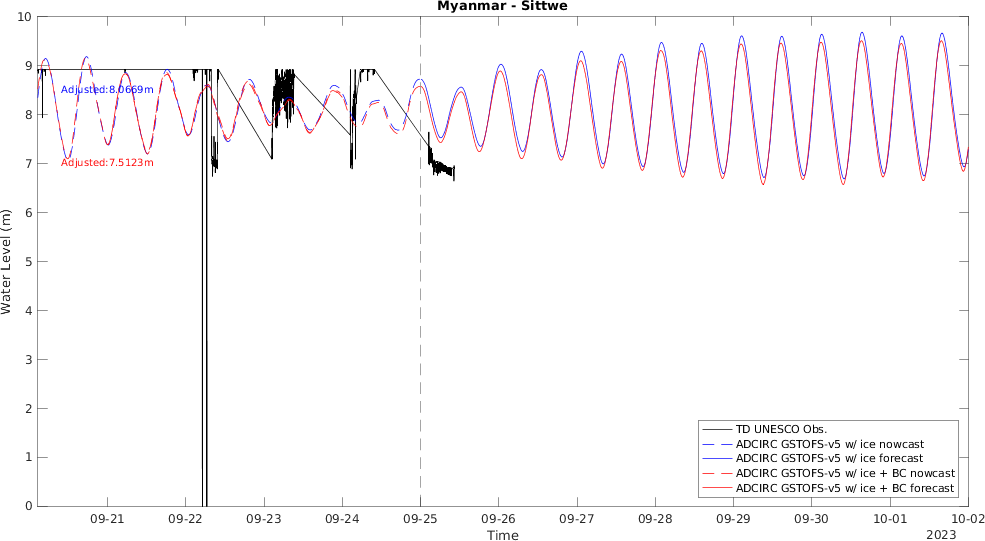 Myanmar - Sittwe
10
9
8
7
6
5
4
3
2
1
0
Water Level (m)
Adjusted:8.0669m
Adjusted:7.5123m
TD UNESCO Obs.
ADCIRC GSTOFS-v5 w/ ice nowcast
ADCIRC GSTOFS-v5 w/ ice forecast
ADCIRC GSTOFS-v5 w/ ice + BC nowcast
ADCIRC GSTOFS-v5 w/ ice + BC forecast
09-21 09-22 09-23 09-24 09-25 09-26 09-27 09-28 09-29 09-30 10-01 10-02
Time
2023